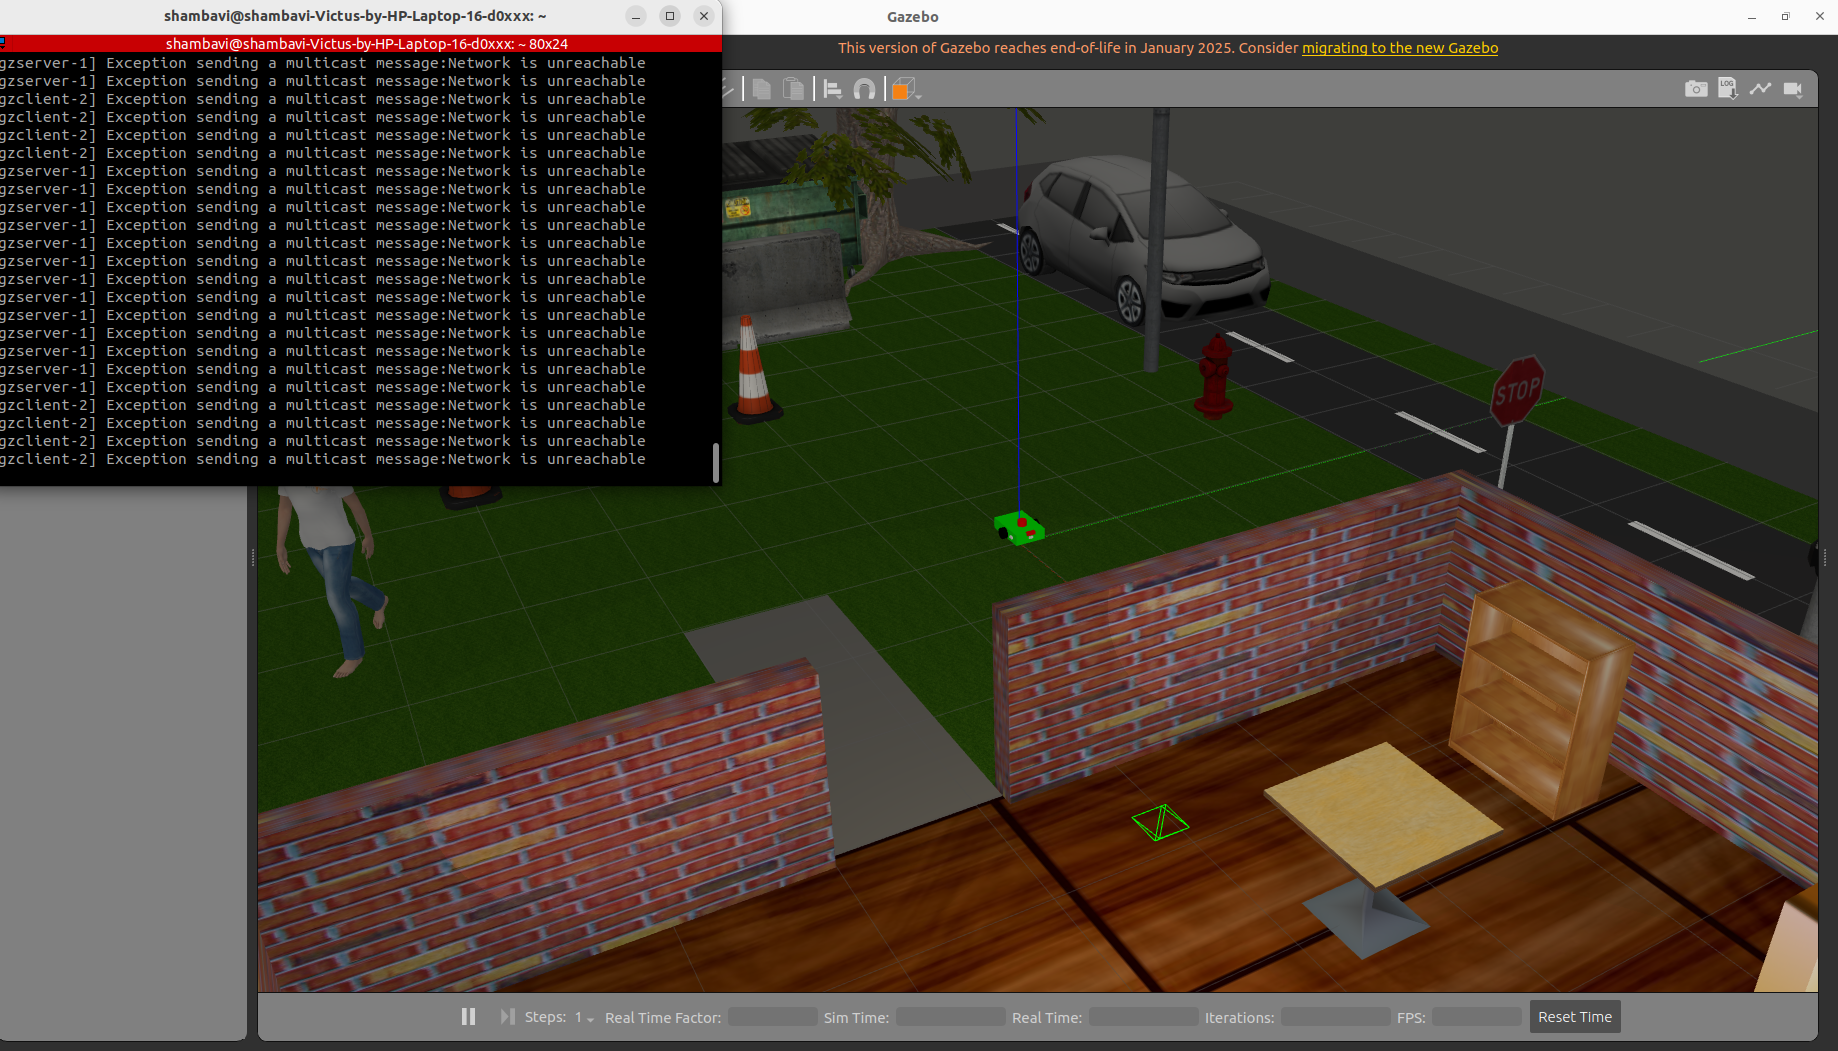 shambavi@shambavi-Victus-by-HP-Laptop-16-d0xxx: ~
Gazebo
shambavi@shambavi-Victus-by-HP-Laptop-16-d0xxx: ~ 80x24
This version of Gazebo reaches end-of-life in January 2025. Consider migrating to the new Gazebo
gzserver-1] Exception sending a multicast message:Network is unreachable
gzserver-1] Exception sending a multicast message:Network is unreachable
gzclient-2] Exception sending a multicast message:Network is unreachable
gzclient-2] Exception sending a multicast message:Network is unreachable
gzclient-2] Exception sending a multicast message:Network is unreachable
gzclient-2] Exception sending a multicast message:Network is unreachable
gzserver-1] Exception sending a multicast message:Network is unreachable
gzserver-1] Exception sending a multicast message:Network is unreachable
gzserver-1] Exception sending a multicast message:Network is unreachable
gzserver-1] Exception sending a multicast message:Network is unreachable
gzserver-1] Exception sending a multicast message:Network is unreachable
gzserver-1] Exception sending a multicast message:Network is unreachable
gzserver-1] Exception sending a multicast message:Network is unreachable
gzserver-1] Exception sending a multicast message:Network is unreachable
gzserver-1] Exception sending a multicast message:Network is unreachable
gzserver-1] Exception sending a multicast message:Network is unreachable
gzserver-1] Exception sending a multicast message:Network is unreachable
gzserver-1] Exception sending a multicast message:Network is unreachable
gzserver-1] Exception sending a multicast message:Network is unreachable
gzclient-2] Exception sending a multicast message:Network is unreachable
gzclient-2] Exception sending a multicast message:Network is unreachable
gzclient-2] Exception sending a multicast message:Network is unreachable
gzclient-2] Exception sending a multicast message:Network is unreachable
LOG
STOP
Steps: 1
Real Time Factor:
Sim Time:
Real Time:
Iterations:
FPS:
Reset Time